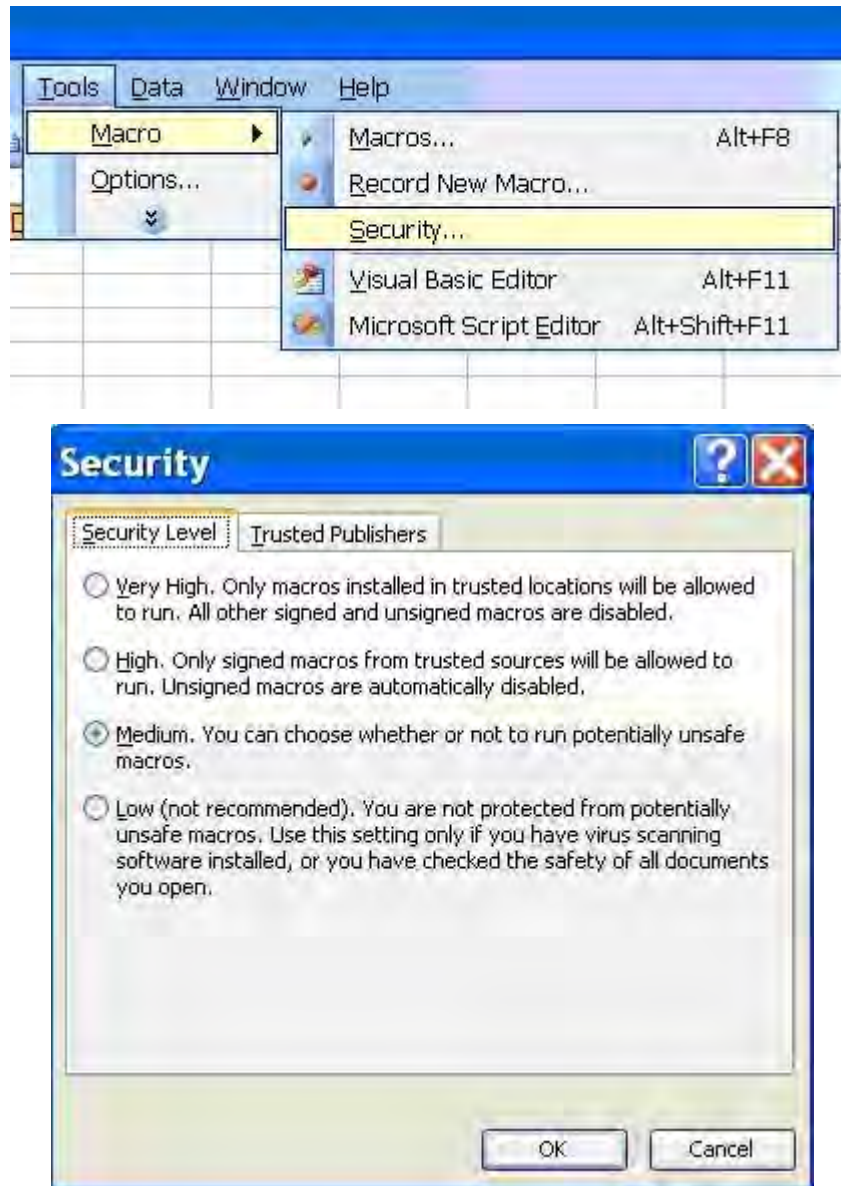 Tools Data Window Help
Macro
Macros... Alt+F8
Options...
Record New Macro...
Security...
Visual Basic Editor Alt+F11
Microsoft Script Editor Alt+Shift+F11
Security
Security Level Trusted Publishers
Very High. Only macros installed in trusted locations will be allowed
to run. All other signed and unsigned macros are disabled.
High. Only signed macros from trusted sources will be allowed to
run. Unsigned macros are automatically disabled.
Medium. You can choose whether or not to run potentially unsafe
macros.
Low (not recommended). You are not protected from potentially
unsafe macros. Use this setting only if you have virus scanning
software installed, or you have checked the safety of all documents
you open.
OK Cancel